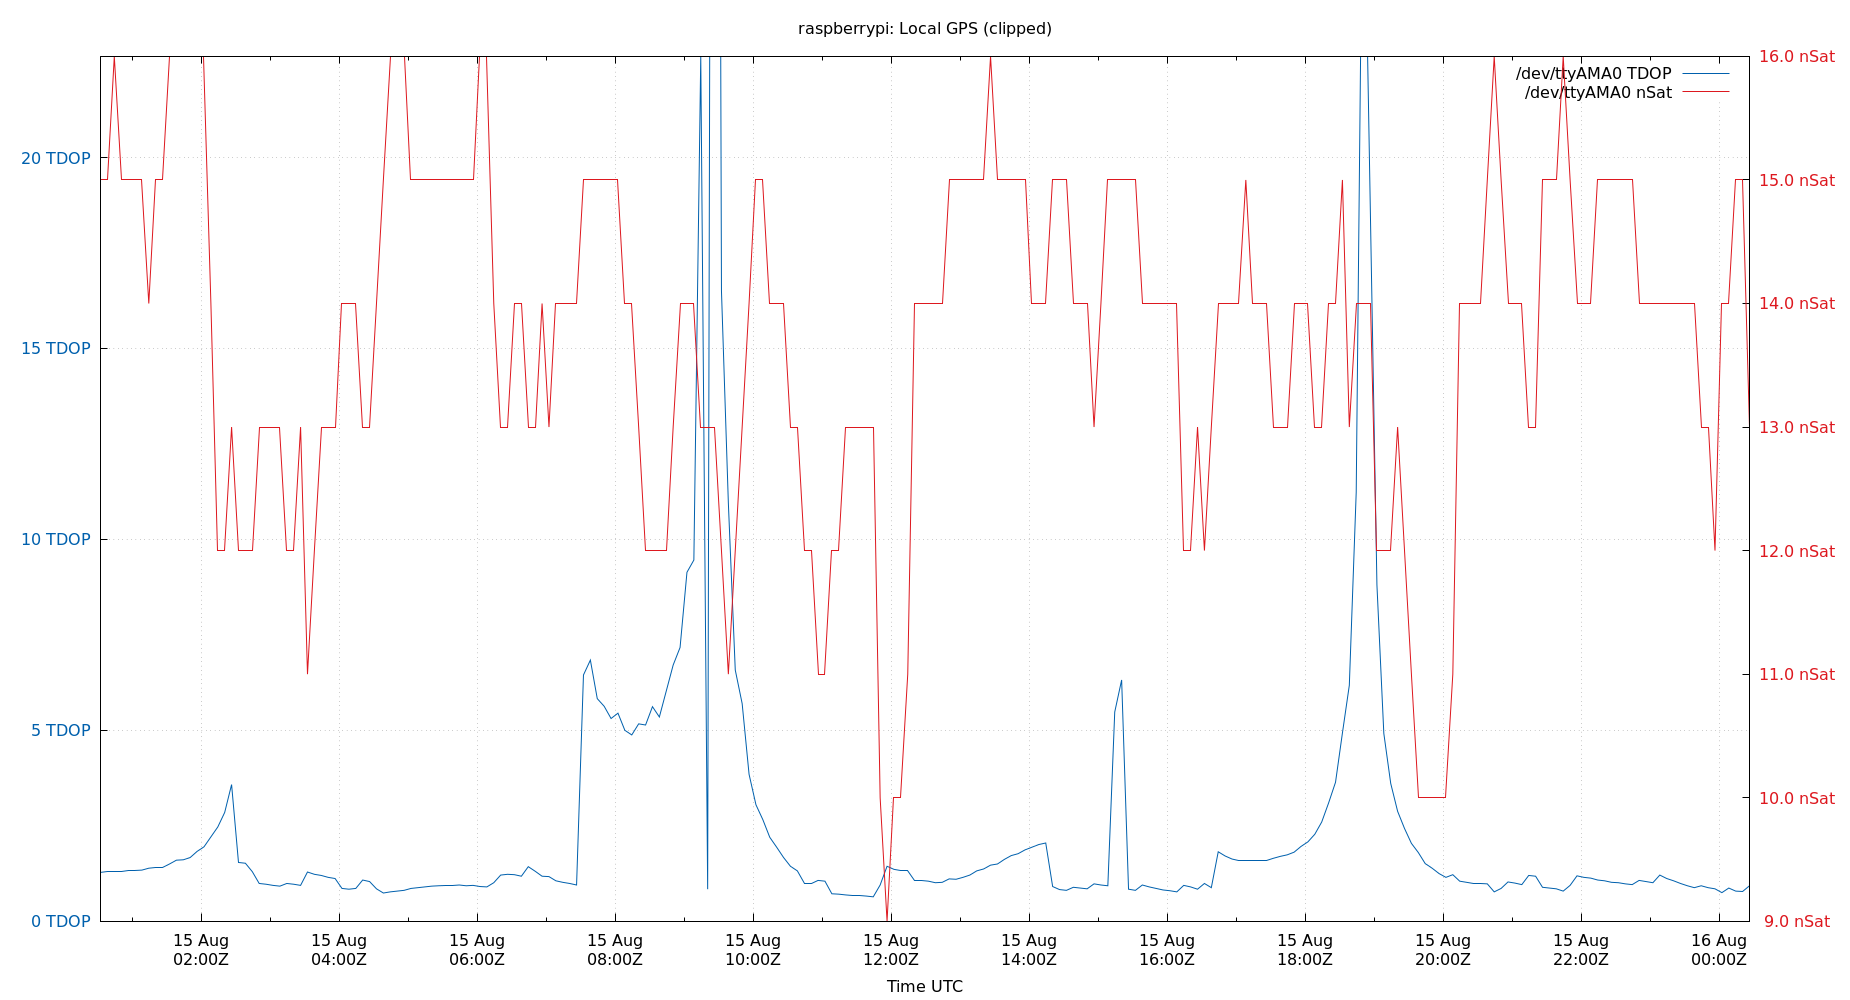 raspberrypi: Local GPS (clipped)
/dev/ttyAMA0 TDOP
/dev/ttyAMA0 nSat
20 TDOP
15 TDOP
10 TDOP
5 TDOP
0 TDOP
16.0 nSat
15.0 nSat
14.0 nSat
13.0 nSat
12.0 nSat
11.0 nSat
10.0 nSat
9.0 nSat
15 Aug 15 Aug 15 Aug 15 Aug 15 Aug 15 Aug 15 Aug 15 Aug 15 Aug 15 Aug 15 Aug 16 Aug
02:00Z 04:00Z 06:00Z 08:00Z 10:00Z 12:00Z 14:00Z 16:00Z 18:00Z 20:00Z 22:00Z 00:00Z
Time UTC